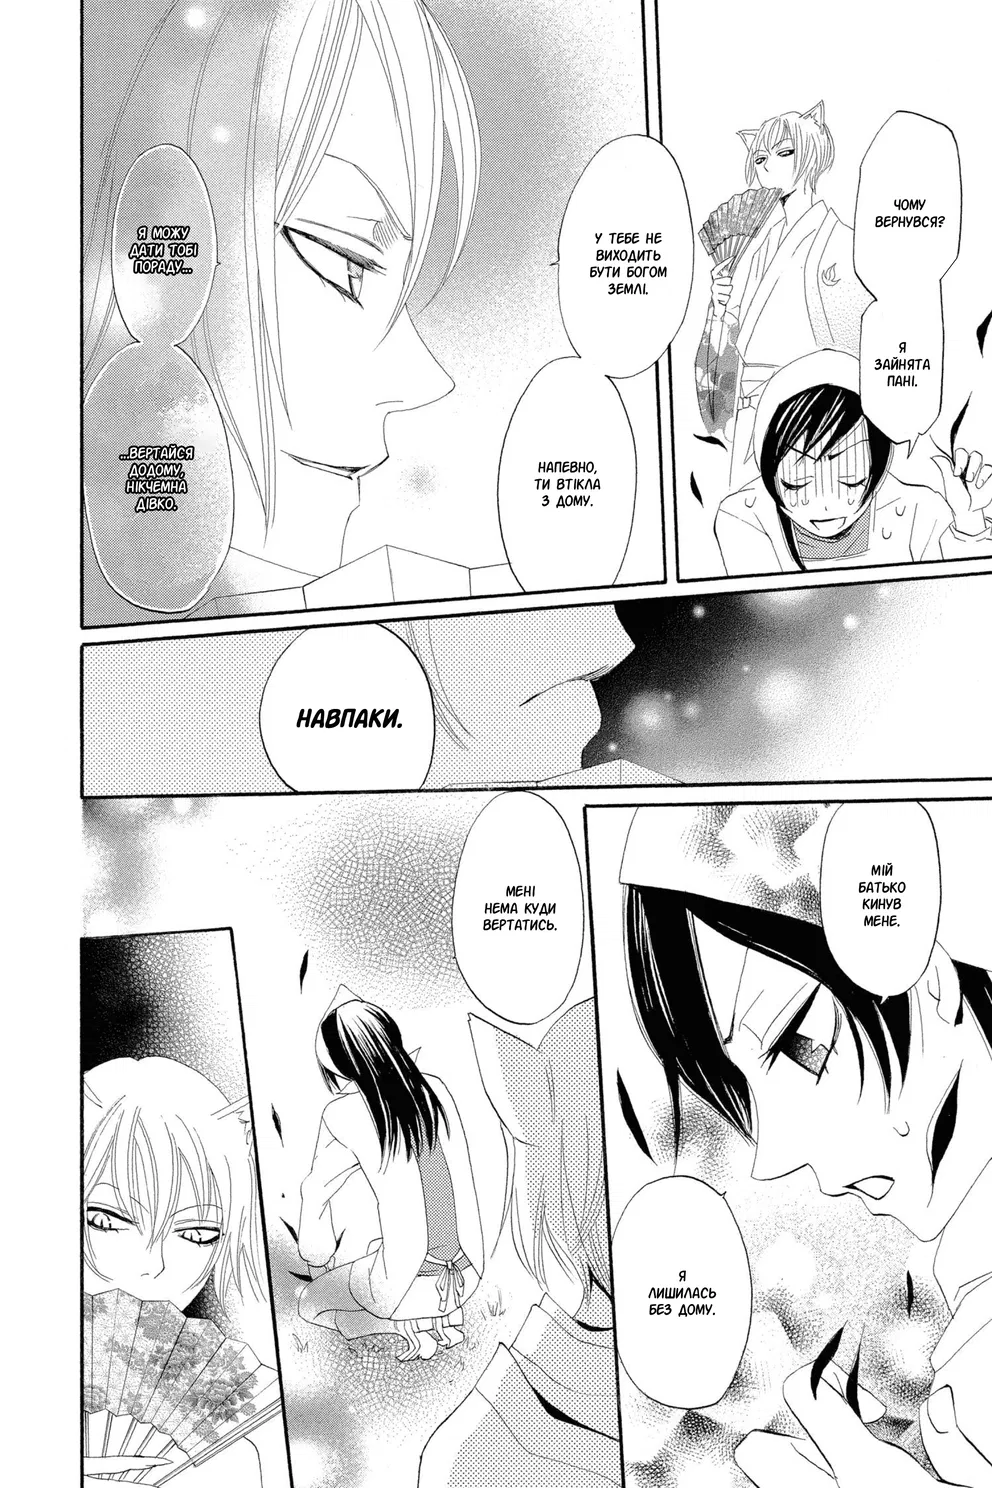 ЧОМУ
ВЕРНУВСЯ?
Я
ЗАЙНЯТА
ПАНІ.
У ТЕБЕ НЕ
ВИХОДИТЬ
БУТИ БОГОМ
ЗЕМЛІ.
НАПЕВНО,
ТИ ВТІКЛА
З ДОМУ.
Я МОЖУ
ДАТИ ТОБІ
ПОРАДУ...
...ВЕРТАЙСЯ
ДОДОМУ,
НІКЧЕМНА
ДІВКО.
НАВПАКИ.
МІЙ
БАТЬКО
КИНУВ
МЕНЕ.
Я
ЛИШИЛАСЬ
БЕЗ ДОМУ.
МЕНІ
НЕМА КУДИ
ВЕРТАТИСЬ.